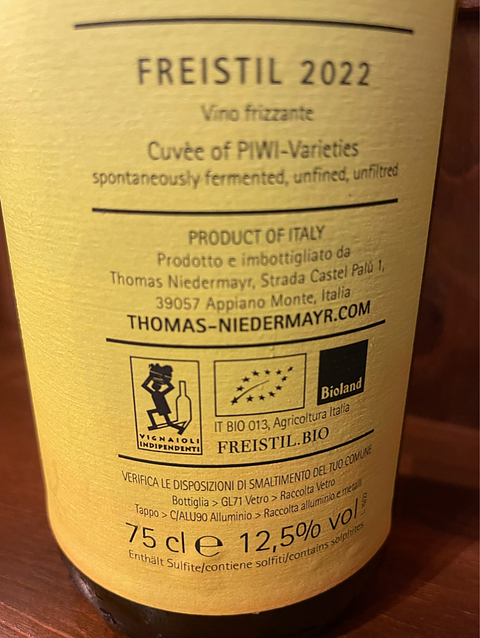 FREISTIL 2022
Vino frizzante
Cuvèe of PIWI-Varieties
spontaneously fermented, unfined, unfiltred
PRODUCT OF ITALY
Prodotto e imbottigliato da
Thomas Niedermayr, Strada Castel Palú 1,
39057 Appiano Monte, Italia
THOMAS-NIEDERMAYR.COM
VIGNAIOLI
INDIPENDENTI
Bioland
IT BIO 013, Agricoltura Italia
FREISTIL.BIO
VERIFICA LE DISPOSIZIONI DI SMALTIMENTO DEL TUO COMUNE
Bottiglia > GL71 Vetro > Raccolta Vetro
Tappo > C/ALU90 Alluminio > Raccolta alluminio e metalli
75 cl e 12,5% vol
Enthält Sulfite/contiene solfiti/contains solphites